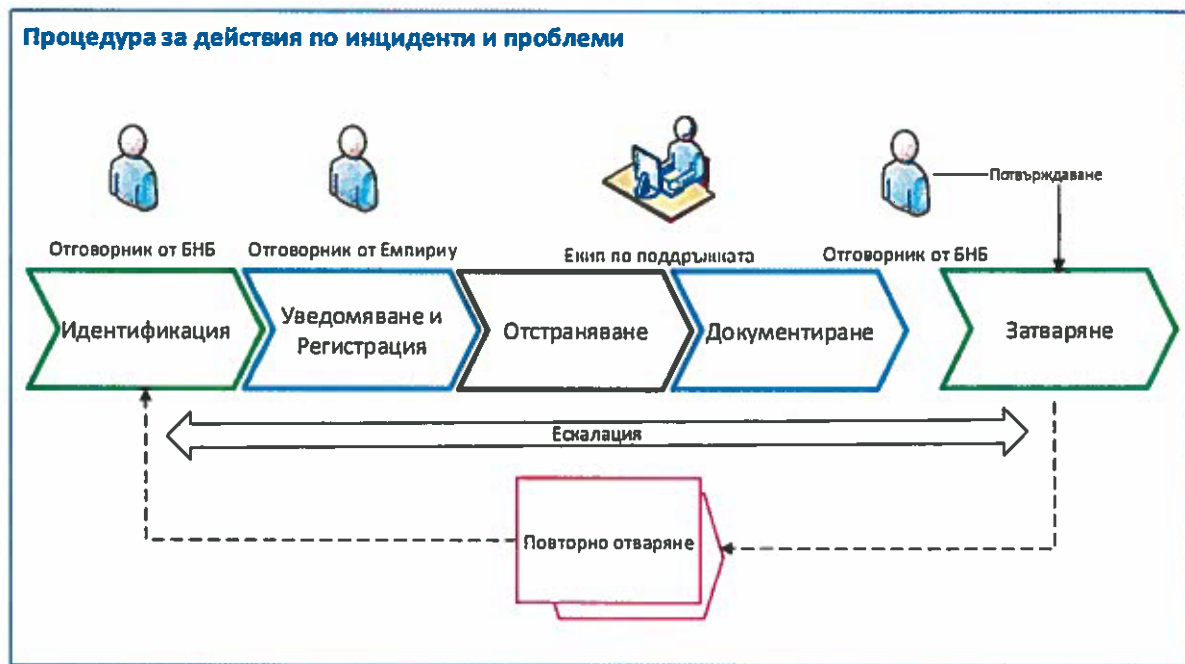 Процедура за действия по инциденти и проблеми
Потвърждаване
Отговорник от БНБ
Отговорник от Емпириу
Екип по поддръжката
Отговорник от БНБ
Идентификация
Уведомяване и
Регистрация
Отстраняване
Документиране
Затваряне
Ескалация
Повторно отваряне